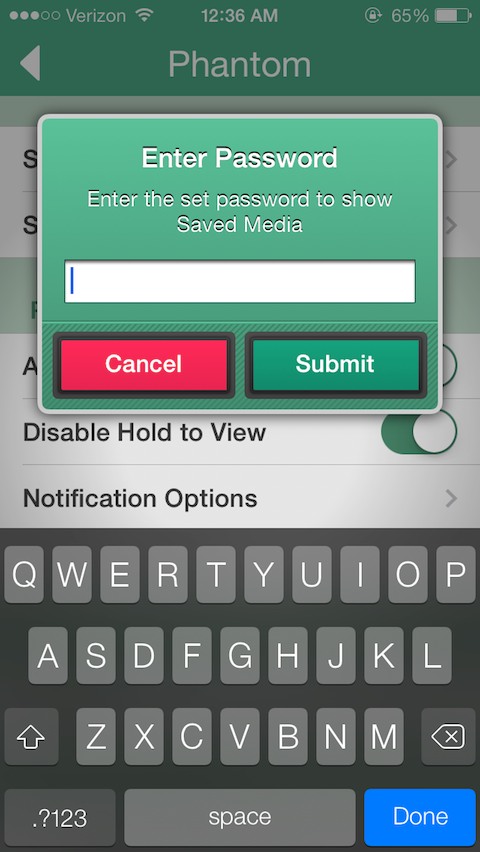 Verizon 12:36 AM 65%
Phantom
Enter Password
Enter the set password to show
Saved Media
Cancel Submit
Disable Hold to View
Notification Options
Q W E R T Y U I O P
A S D F G H J K L
Z X C V B N M
.?123 space Done